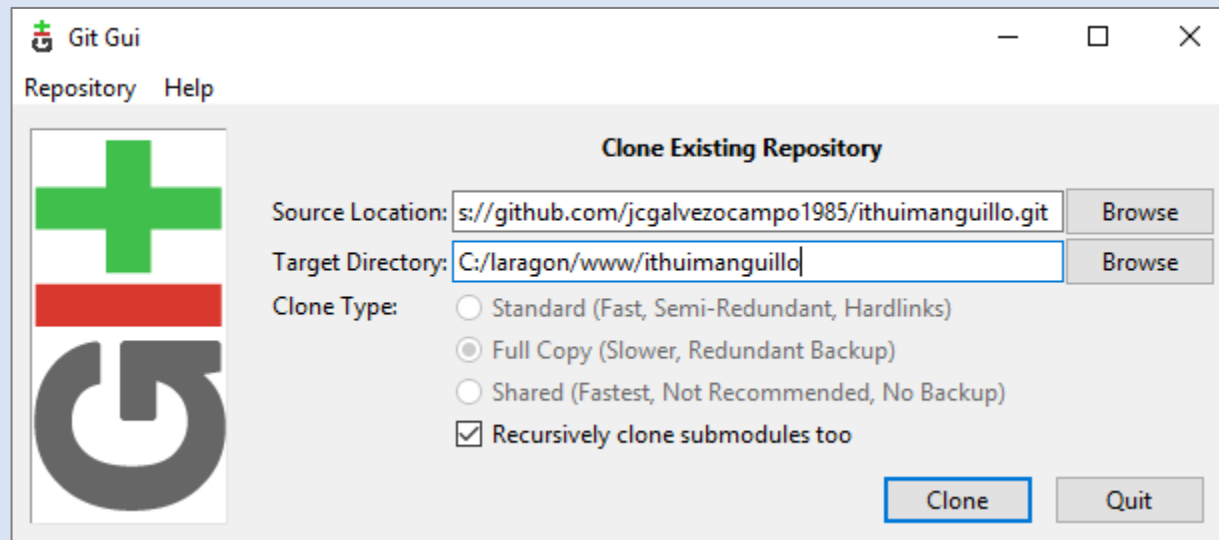 Git Gui
Repository Help
Clone Existing Repository
Source Location: s://github.com/jcgalvezocampo1985/ithuimanguillo.git Browse
Target Directory: C:/laragon/www/ithuimanguillo Browse
Clone Type: Standard (Fast, Semi-Redundant, Hardlinks)
Full Copy (Slower, Redundant Backup)
Shared (Fastest, Not Recommended, No Backup)
Recursively clone submodules too
Clone Quit